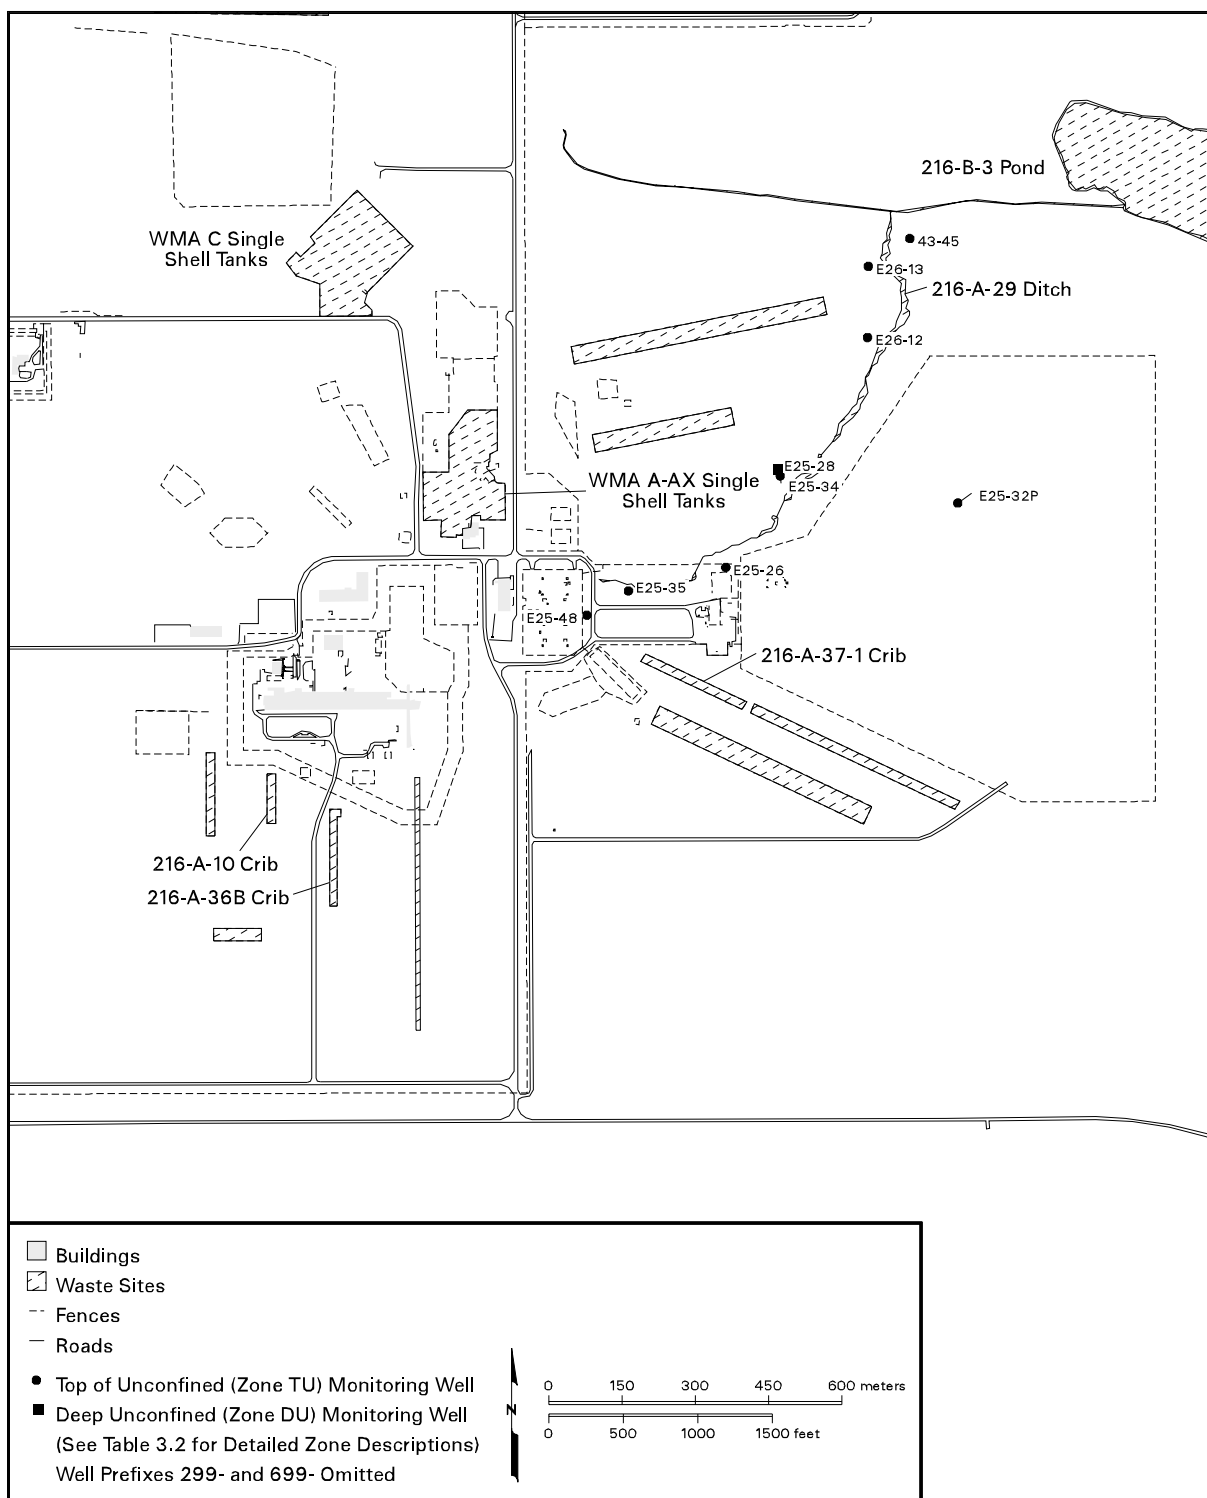 216-B-3 Pond
WMA C Single
Shell Tanks
43-45
E26-13
216-A-29 Ditch
E26-12
E25-28
WMA A-AX Single
Shell Tanks
E25-34
E25-32P
E25-26
E25-35
E25-48
216-A-37-1 Crib
216-A-10 Crib
216-A-36B Crib
Buildings
Waste Sites
Fences
Roads
Top of Unconfined (Zone TU) Monitoring Well
Deep Unconfined (Zone DU) Monitoring Well
(See Table 3.2 for Detailed Zone Descriptions)
Well Prefixes 299- and 699- Omitted
N
0 150 300 450 600 meters
0 500 1000 1500 feet